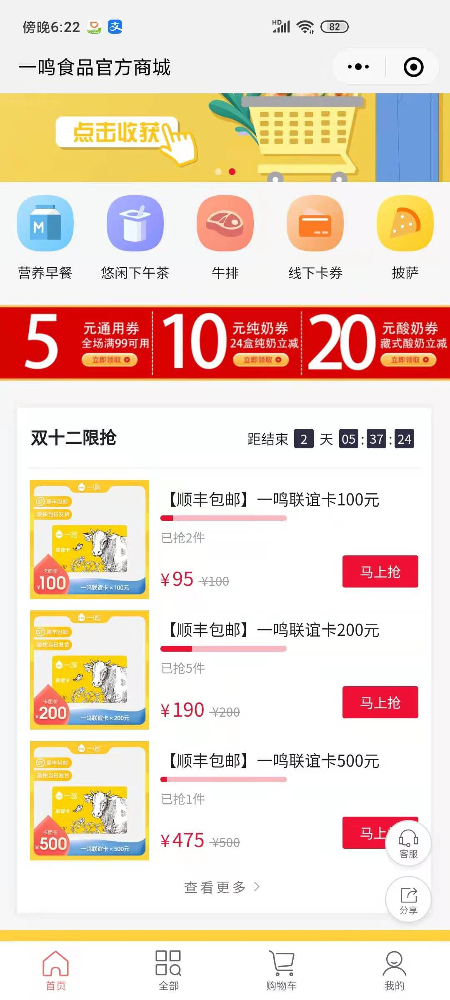 傍晚6:22
HD
82
一鸣食品官方商城
点击收获
M
营养早餐
悠闲下午茶
牛排
线下卡券
披萨
5
元通用券
全场满99可用
立即领取
10
元纯奶券
24盒纯奶立减
立即领取
20
元酸奶券
藏式酸奶立减
立即领取
双十二限抢
距结束 2 天 05:37:24
一鸣
SF 顺丰包邮
最快当日发货
一鸣
联谊卡
卡面价
¥100
一鸣联谊卡×100元
【顺丰包邮】一鸣联谊卡100元
已抢2件
¥95 ¥100
马上抢
一鸣
SF 顺丰包邮
最快当日发货
一鸣
联谊卡
卡面价
¥200
一鸣联谊卡×200元
【顺丰包邮】一鸣联谊卡200元
已抢5件
¥190 ¥200
马上抢
一鸣
SF 顺丰包邮
最快当日发货
一鸣
联谊卡
卡面价
¥500
一鸣联谊卡×500元
【顺丰包邮】一鸣联谊卡500元
已抢1件
¥475 ¥500
马上
客服
查看更多
分享
首页
全部
购物车
我的